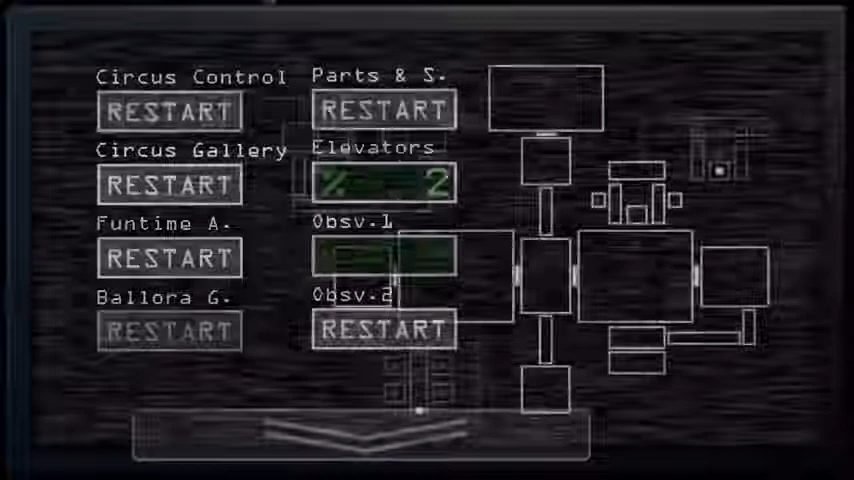 Circus Control
RESTART
Circus Gallery
RESTART
Funtime A.
RESTART
Ballora G.
RESTART
Parts & S.
RESTART
Elevators
% 2
Obsv.1
Obsv.2
RESTART